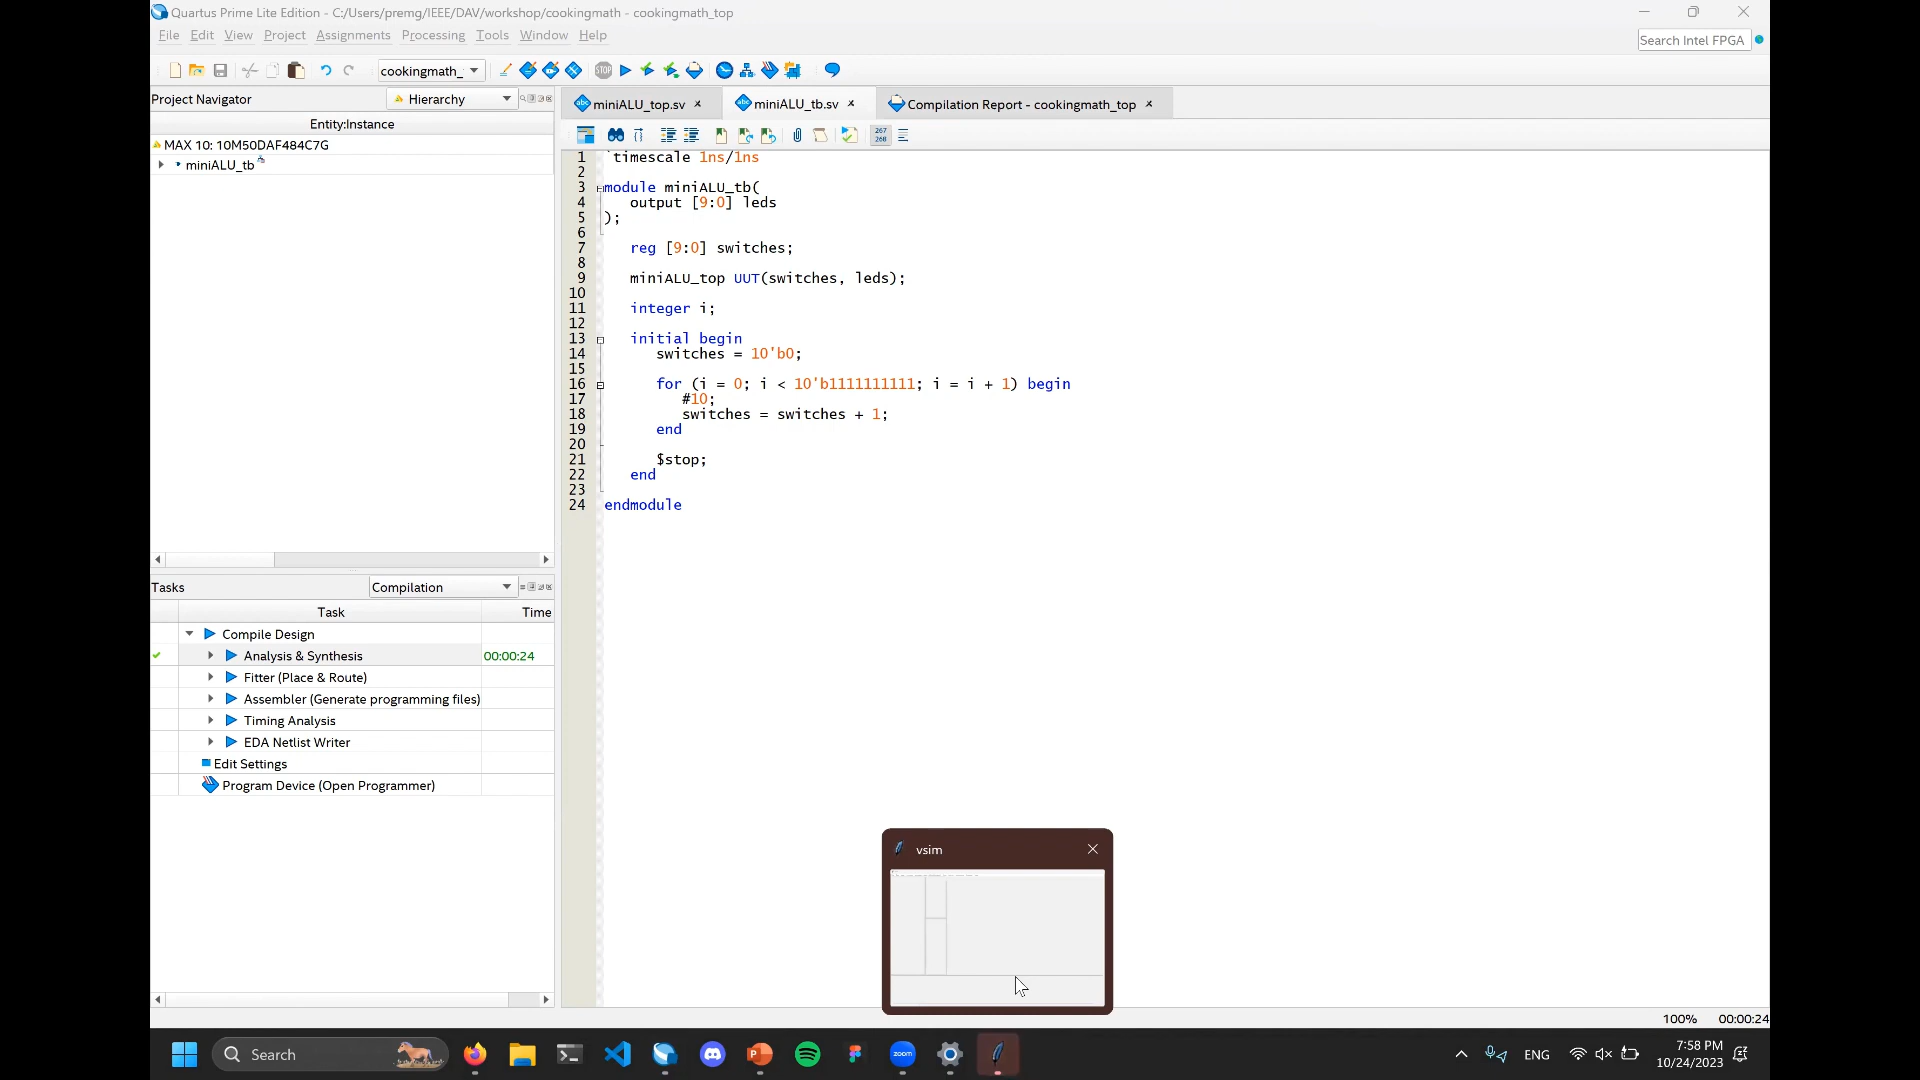 Quartus Prime Lite Edition - C:/Users/premg/IEEE/DAV/workshop/cookingmath - cookingmath_top
File Edit View Project Assignments Processing Tools Window Help
Search Intel FPGA
cookingmath_
Project Navigator
Hierarchy
Entity:Instance
MAX 10: 10M50DAF484C7G
miniALU_tb
Tasks
Compilation
Task Time
Compile Design
Analysis & Synthesis 00:00:24
Fitter (Place & Route)
Assembler (Generate programming files)
Timing Analysis
EDA Netlist Writer
Edit Settings
Program Device (Open Programmer)
miniALU_top.sv
miniALU_tb.sv
Compilation Report - cookingmath_top
267
268
1 `timescale 1ns/1ns
2
3 module miniALU_tb(
4 output [9:0] leds
5 );
6
7 reg [9:0] switches;
8
9 miniALU_top UUT(switches, leds);
10
11 integer i;
12
13 initial begin
14 switches = 10'b0;
15
16 for (i = 0; i < 10'b1111111111; i = i + 1) begin
17 #10;
18 switches = switches + 1;
19 end
20
21 $stop;
22 end
23
24 endmodule
vsim
100% 00:00:24
Search
zoom
ENG
7:58 PM
10/24/2023